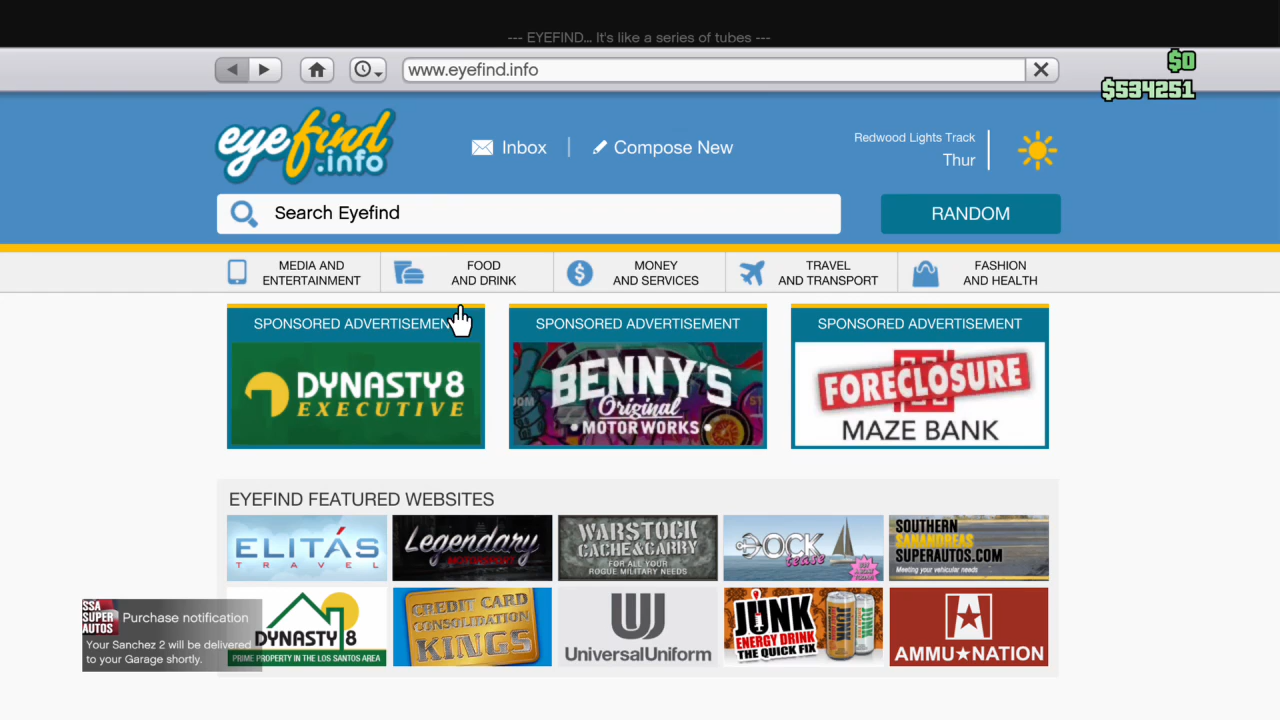 --- EYEFIND... It's like a series of tubes ---
www.eyefind.info
$0
$534251
eyefind
.info
Inbox
Compose New
Redwood Lights Track
Thur
Search Eyefind
RANDOM
MEDIA AND
ENTERTAINMENT
FOOD
AND DRINK
MONEY
AND SERVICES
TRAVEL
AND TRANSPORT
FASHION
AND HEALTH
SPONSORED ADVERTISEMEN
SPONSORED ADVERTISEMENT
SPONSORED ADVERTISEMENT
DYNASTY 8
EXECUTIVE
BENNY'S
Original
MOTOR WORKS
FORECLOSURE
MAZE BANK
EYEFIND FEATURED WEBSITES
ELITÁS
TRAVEL
Legendary
MOTORSPORT
WARSTOCK
CACHE & CARRY
FOR ALL YOUR
ROGUE MILITARY NEEDS
DOCK
tease
SOUTHERN
SANANDREAS
SUPERAUTOS.COM
Meeting your vehicular needs
DYNASTY 8
PRIME PROPERTY IN THE LOS SANTOS AREA
CREDIT CARD
CONSOLIDATION
KINGS
UniversalUniform
JUNK
ENERGY DRINK
THE QUICK FIX
AMMU★NATION
SSA
SUPER
AUTOS
Purchase notification
Your Sanchez 2 will be delivered
to your Garage shortly.